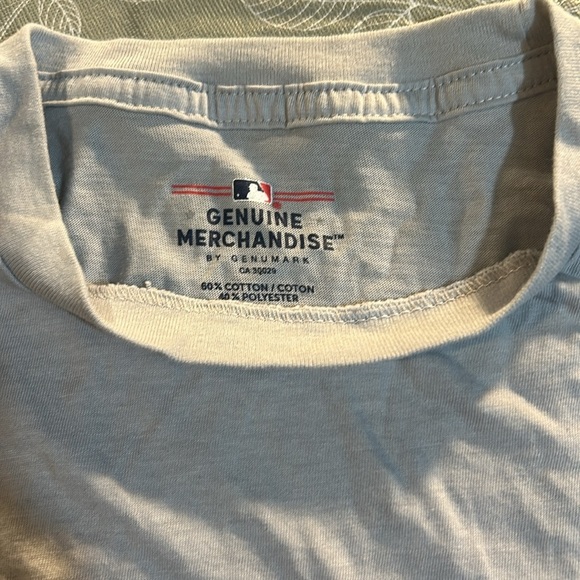 GENUINE
MERCHANDISE™
BY GENUMARK
CA 30029
60% COTTON / COTON
40% POLYESTER